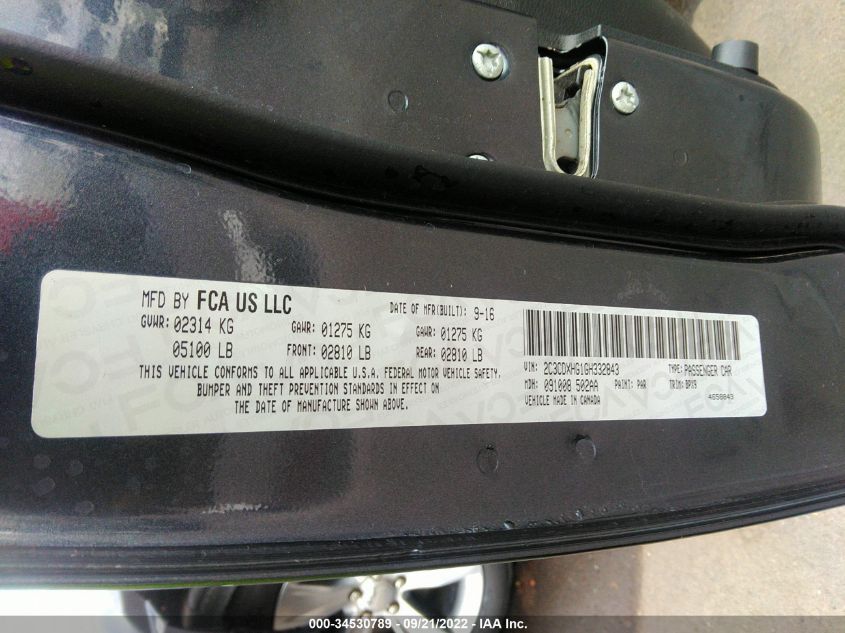 MFD BY FCA US LLC
DATE OF MFR(BUILT): 9-16
GVWR: 02314 KG
GAWR: 01275 KG
GAWR: 01275 KG
05100 LB
FRONT: 02810 LB
REAR: 02810 LB
THIS VEHICLE CONFORMS TO ALL APPLICABLE U.S.A. FEDERAL MOTOR VEHICLE SAFETY.
BUMPER AND THEFT PREVENTION STANDARDS IN EFFECT ON
THE DATE OF MANUFACTURE SHOWN ABOVE.
VIN: 2C3CDXHG1GH332843
TYPE: PASSENGER CAR
MDH: 091008 502AA
PAINT: PAR
TRIM: BPX9
VEHICLE MADE IN CANADA
4658843
000-34530789 - 09/21/2022 - IAA Inc.